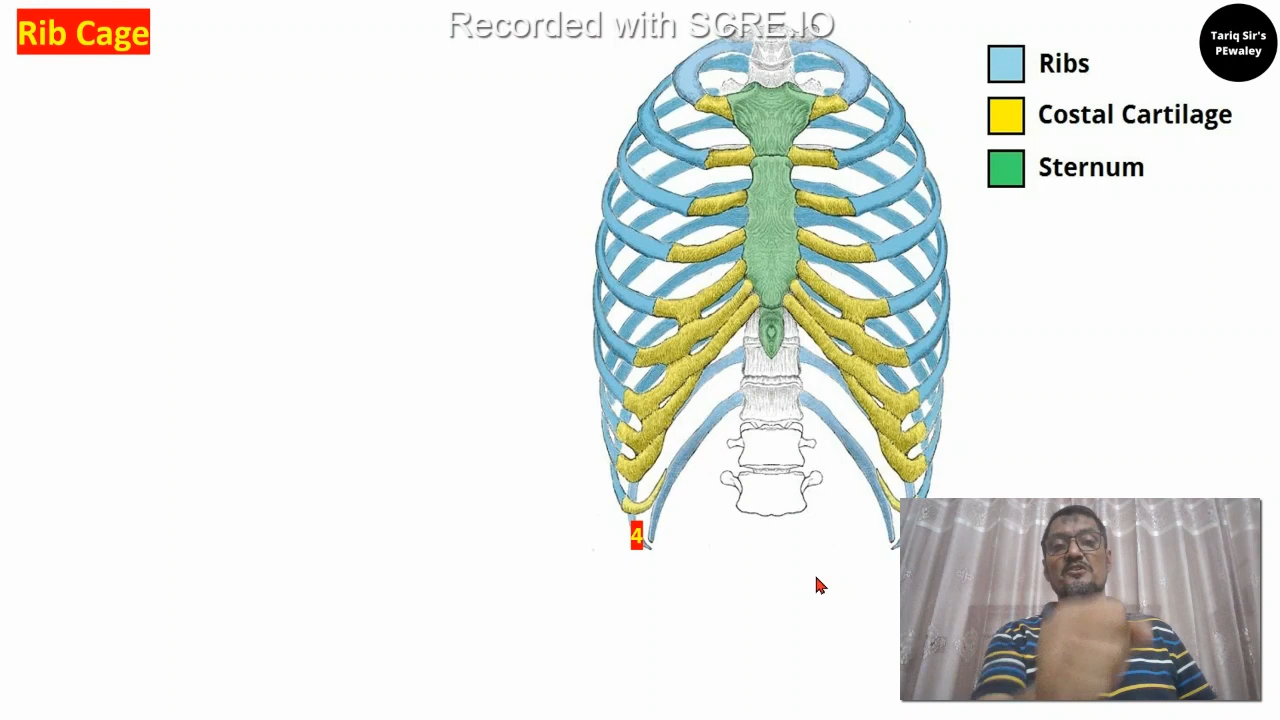 Rib Cage
Recorded with SCRE.IO
Tariq Sir's
PEwaley
Ribs
Costal Cartilage
Sternum
4